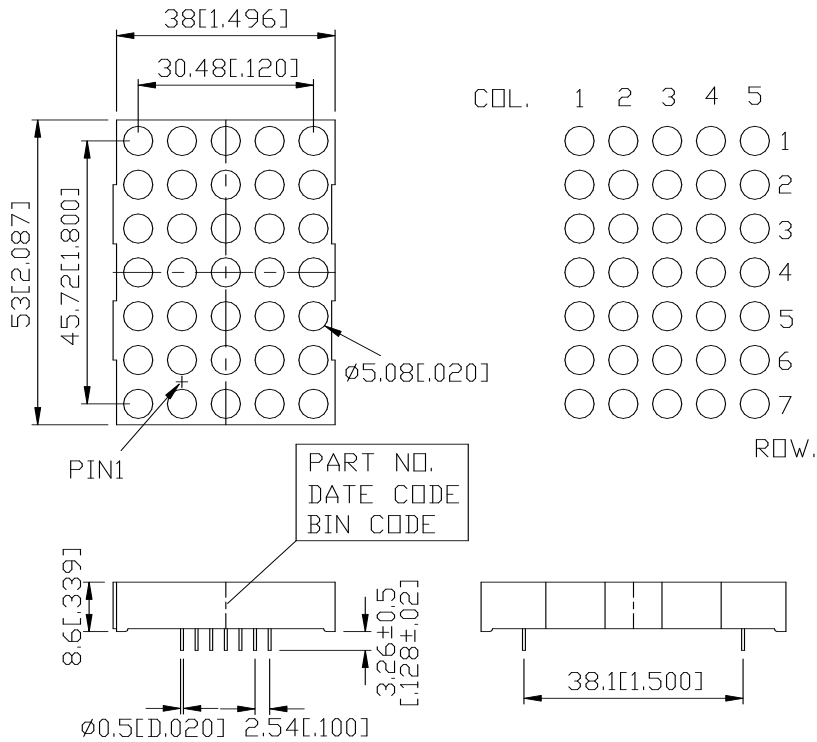 38[1.496]
30.48[.120]
COL. 1 2 3 4 5
1
2
3
4
5
6
7
ROW.
53[2.087]
45.72[1.800]
Ø5.08[.020]
PIN1
PART NO.
DATE CODE
BIN CODE
8.6[.339]
3.26±0.5
[.128±.02]
38.1[1.500]
Ø0.5[D.020]
2.54[.100]